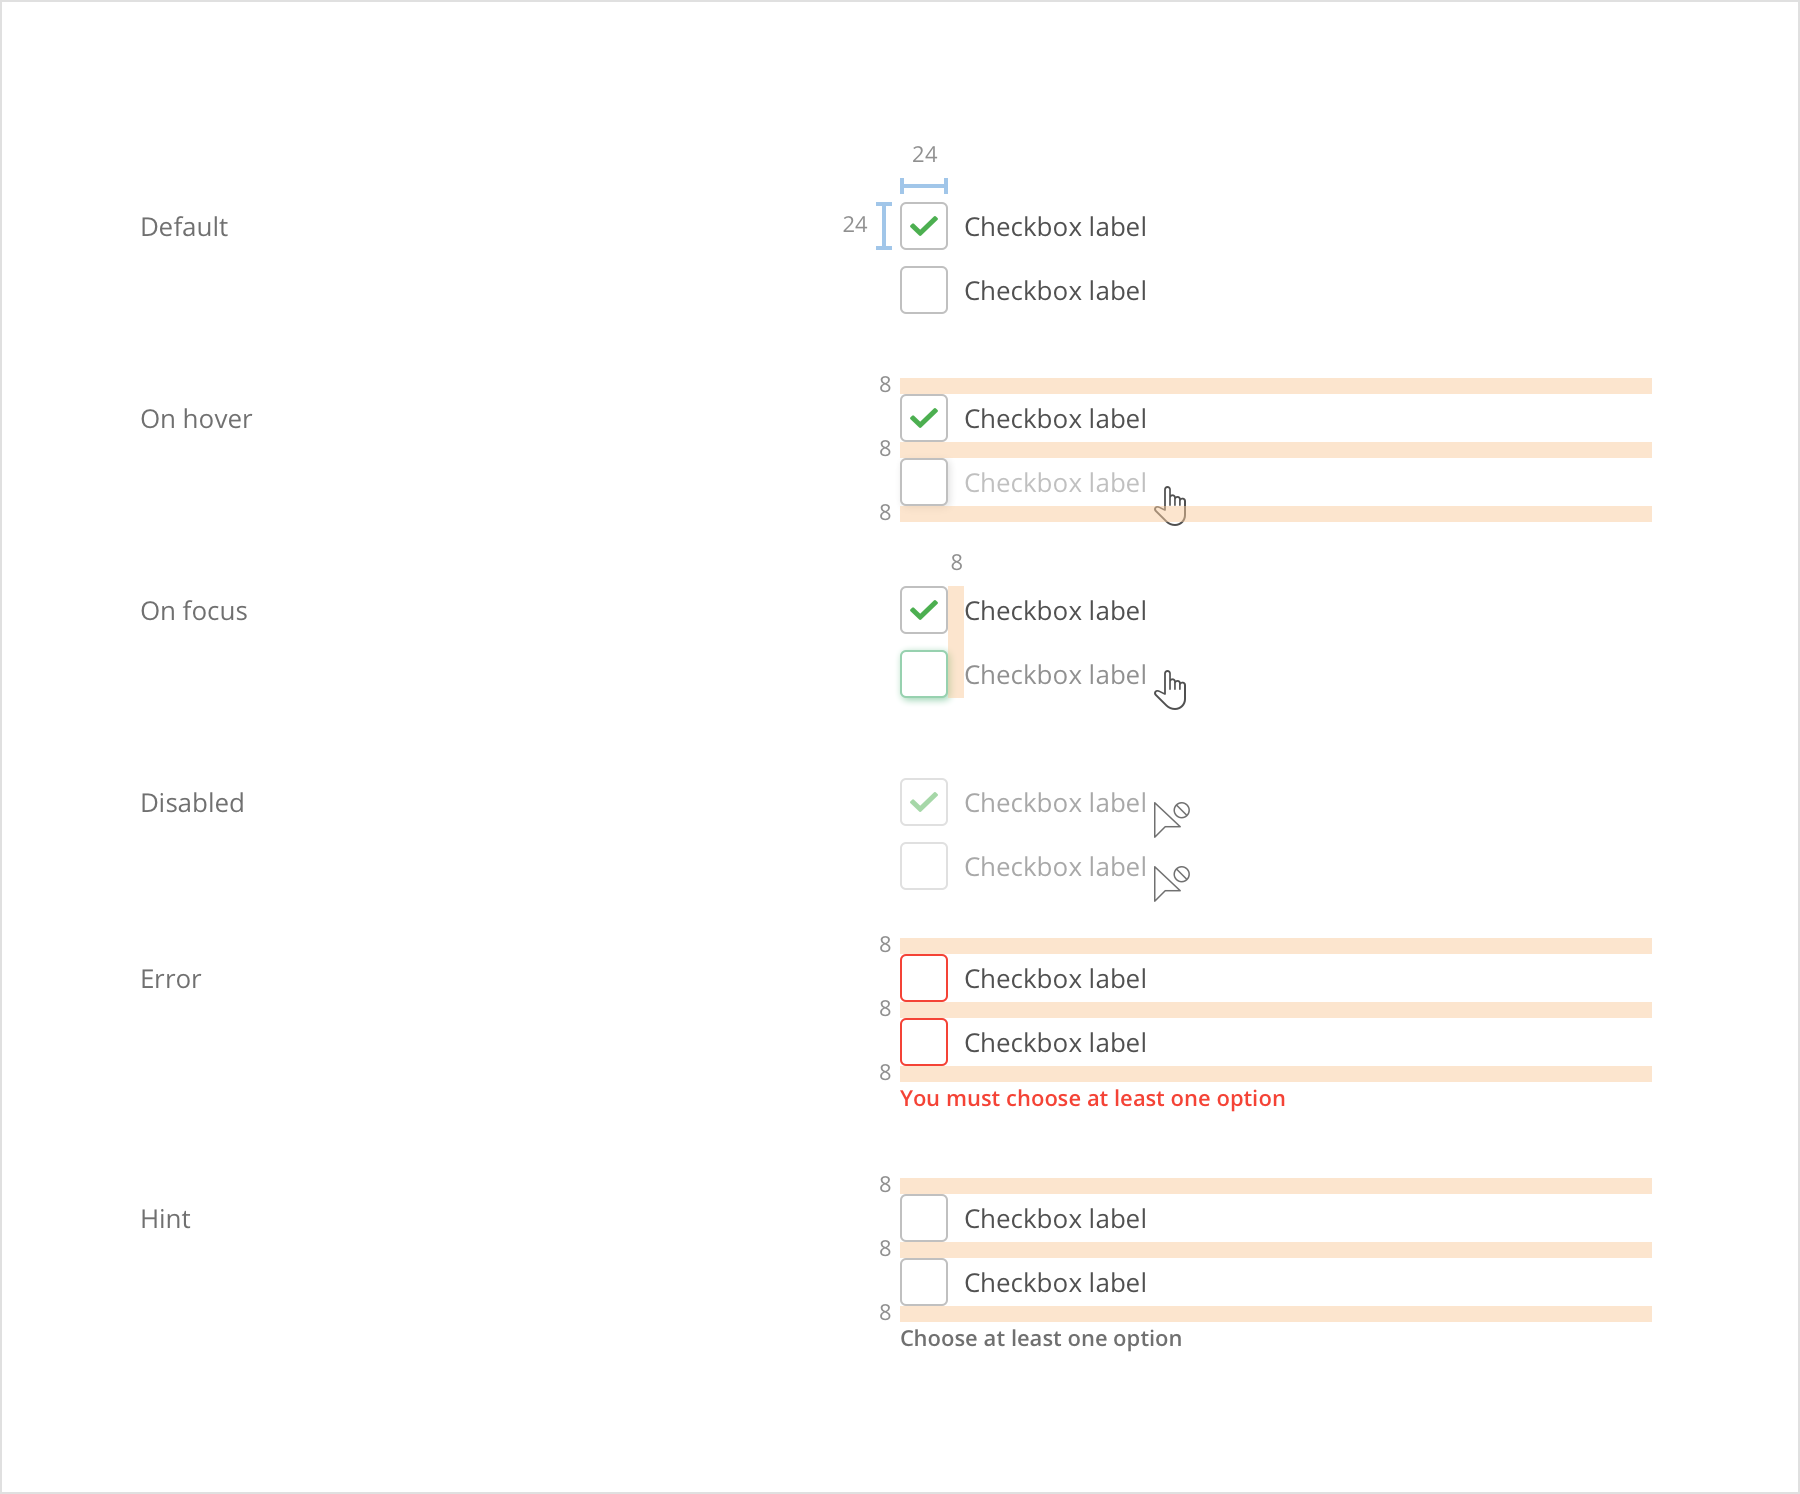 24
Default
24
Checkbox label
Checkbox label
8
On hover
Checkbox label
8
Checkbox label
8
8
On focus
Checkbox label
Checkbox label
Disabled
Checkbox label
Checkbox label
8
Error
Checkbox label
8
Checkbox label
8
You must choose at least one option
8
Hint
Checkbox label
8
Checkbox label
8
Choose at least one option